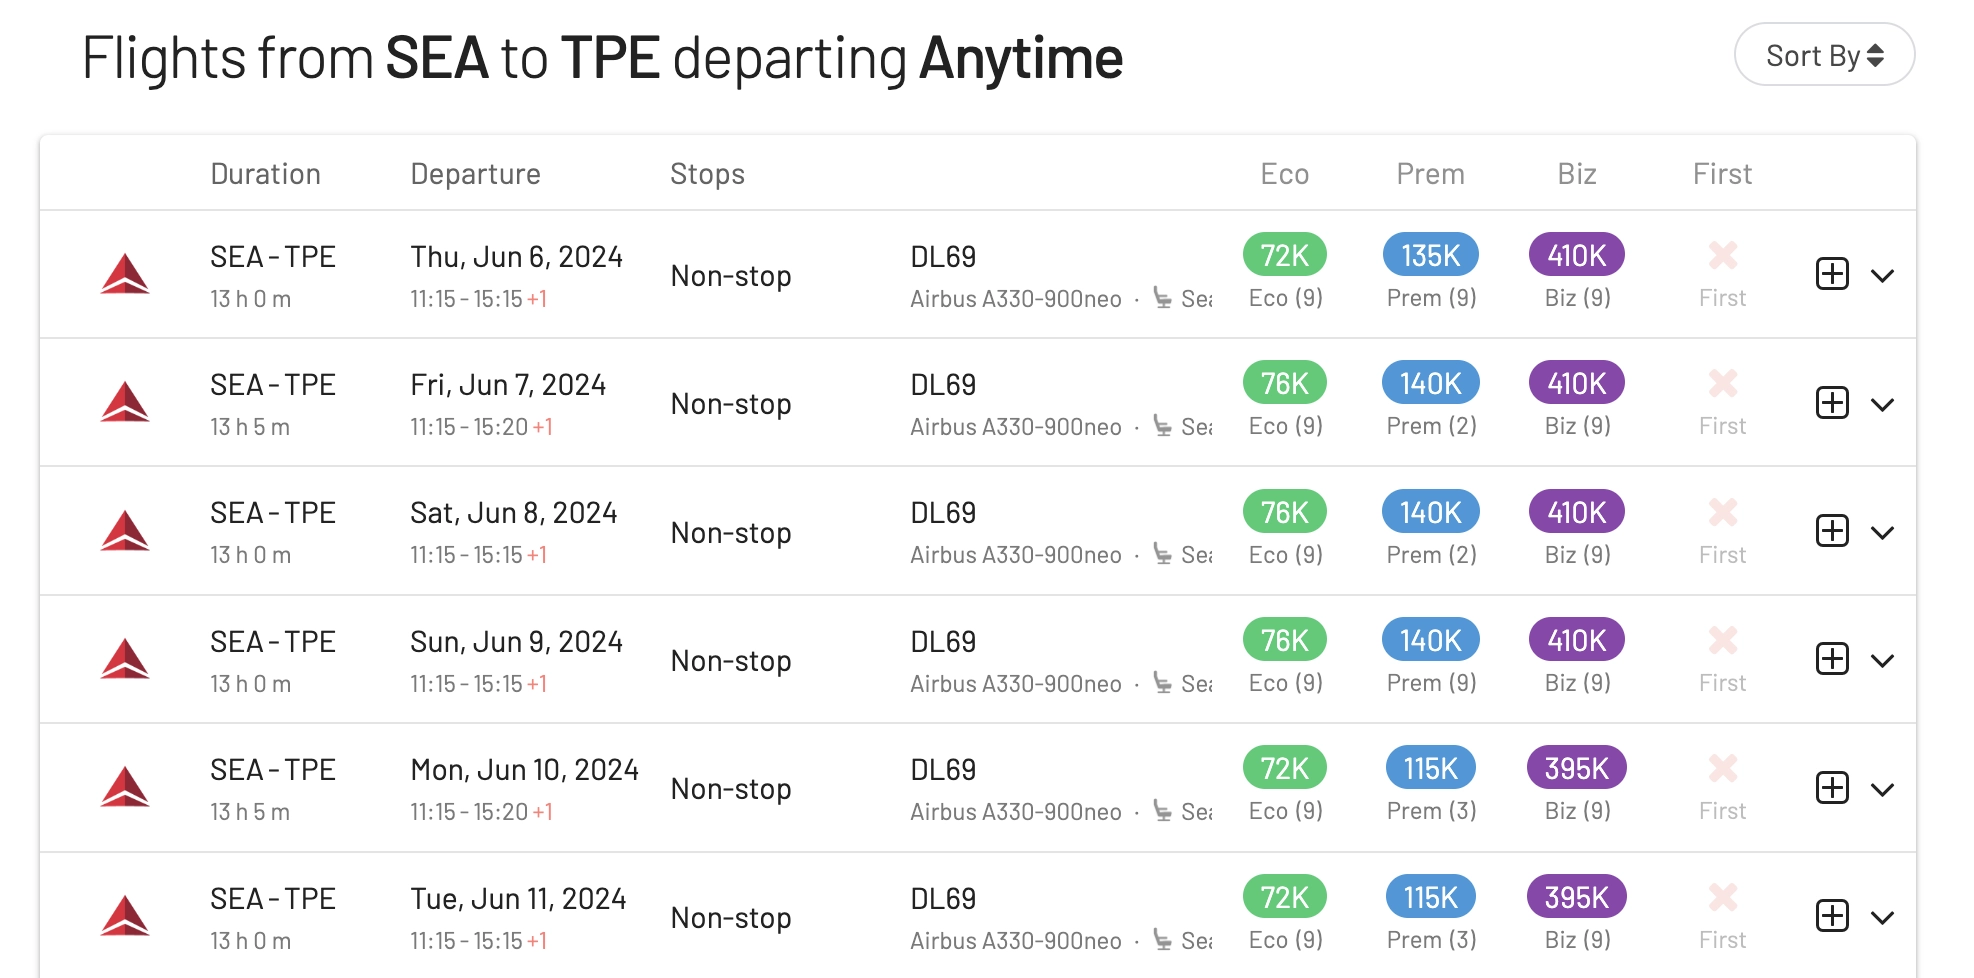 Flights from SEA to TPE departing Anytime
Sort By
Duration Departure Stops Eco Prem Biz First
SEA - TPE Thu, Jun 6, 2024 Non-stop DL69 72K 135K 410K
13 h 0 m 11:15 - 15:15 +1 Airbus A330-900neo · Sea Eco (9) Prem (9) Biz (9) First
SEA - TPE Fri, Jun 7, 2024 Non-stop DL69 76K 140K 410K
13 h 5 m 11:15 - 15:20 +1 Airbus A330-900neo · Sea Eco (9) Prem (2) Biz (9) First
SEA - TPE Sat, Jun 8, 2024 Non-stop DL69 76K 140K 410K
13 h 0 m 11:15 - 15:15 +1 Airbus A330-900neo · Sea Eco (9) Prem (2) Biz (9) First
SEA - TPE Sun, Jun 9, 2024 Non-stop DL69 76K 140K 410K
13 h 0 m 11:15 - 15:15 +1 Airbus A330-900neo · Sea Eco (9) Prem (9) Biz (9) First
SEA - TPE Mon, Jun 10, 2024 Non-stop DL69 72K 115K 395K
13 h 5 m 11:15 - 15:20 +1 Airbus A330-900neo · Sea Eco (9) Prem (3) Biz (9) First
SEA - TPE Tue, Jun 11, 2024 Non-stop DL69 72K 115K 395K
13 h 0 m 11:15 - 15:15 +1 Airbus A330-900neo · Sea Eco (9) Prem (3) Biz (9) First